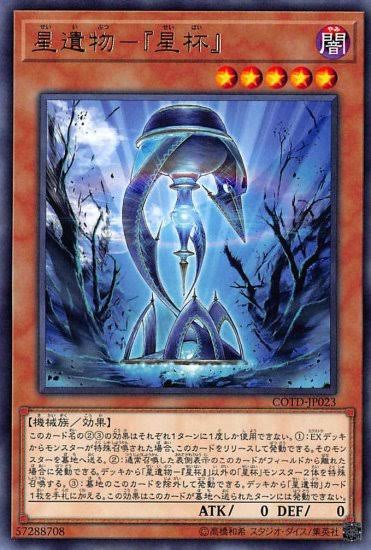 星遺物－『星杯』
闇
COTD-JP023
【機械族／効果】
このカード名の②③の効果はそれぞれ1ターンに1度しか使用できない。①：EXデッキ
からモンスターが特殊召喚された場合、このカードをリリースして発動できる。そのモ
ンスターを墓地へ送る。②：通常召喚した表側表示のこのカードがフィールドから離れ
た場合に発動できる。デッキから「星遺物－『星杯』」以外の「星杯」モンスター2体を特殊
召喚する。③：墓地のこのカードを除外して発動できる。デッキから「星遺物」カード
1枚を手札に加える。この効果はこのカードが墓地へ送られたターンには発動できない。
ATK/ 0 DEF/ 0
57288708
©高橋和希 スタジオ・ダイス/集英社